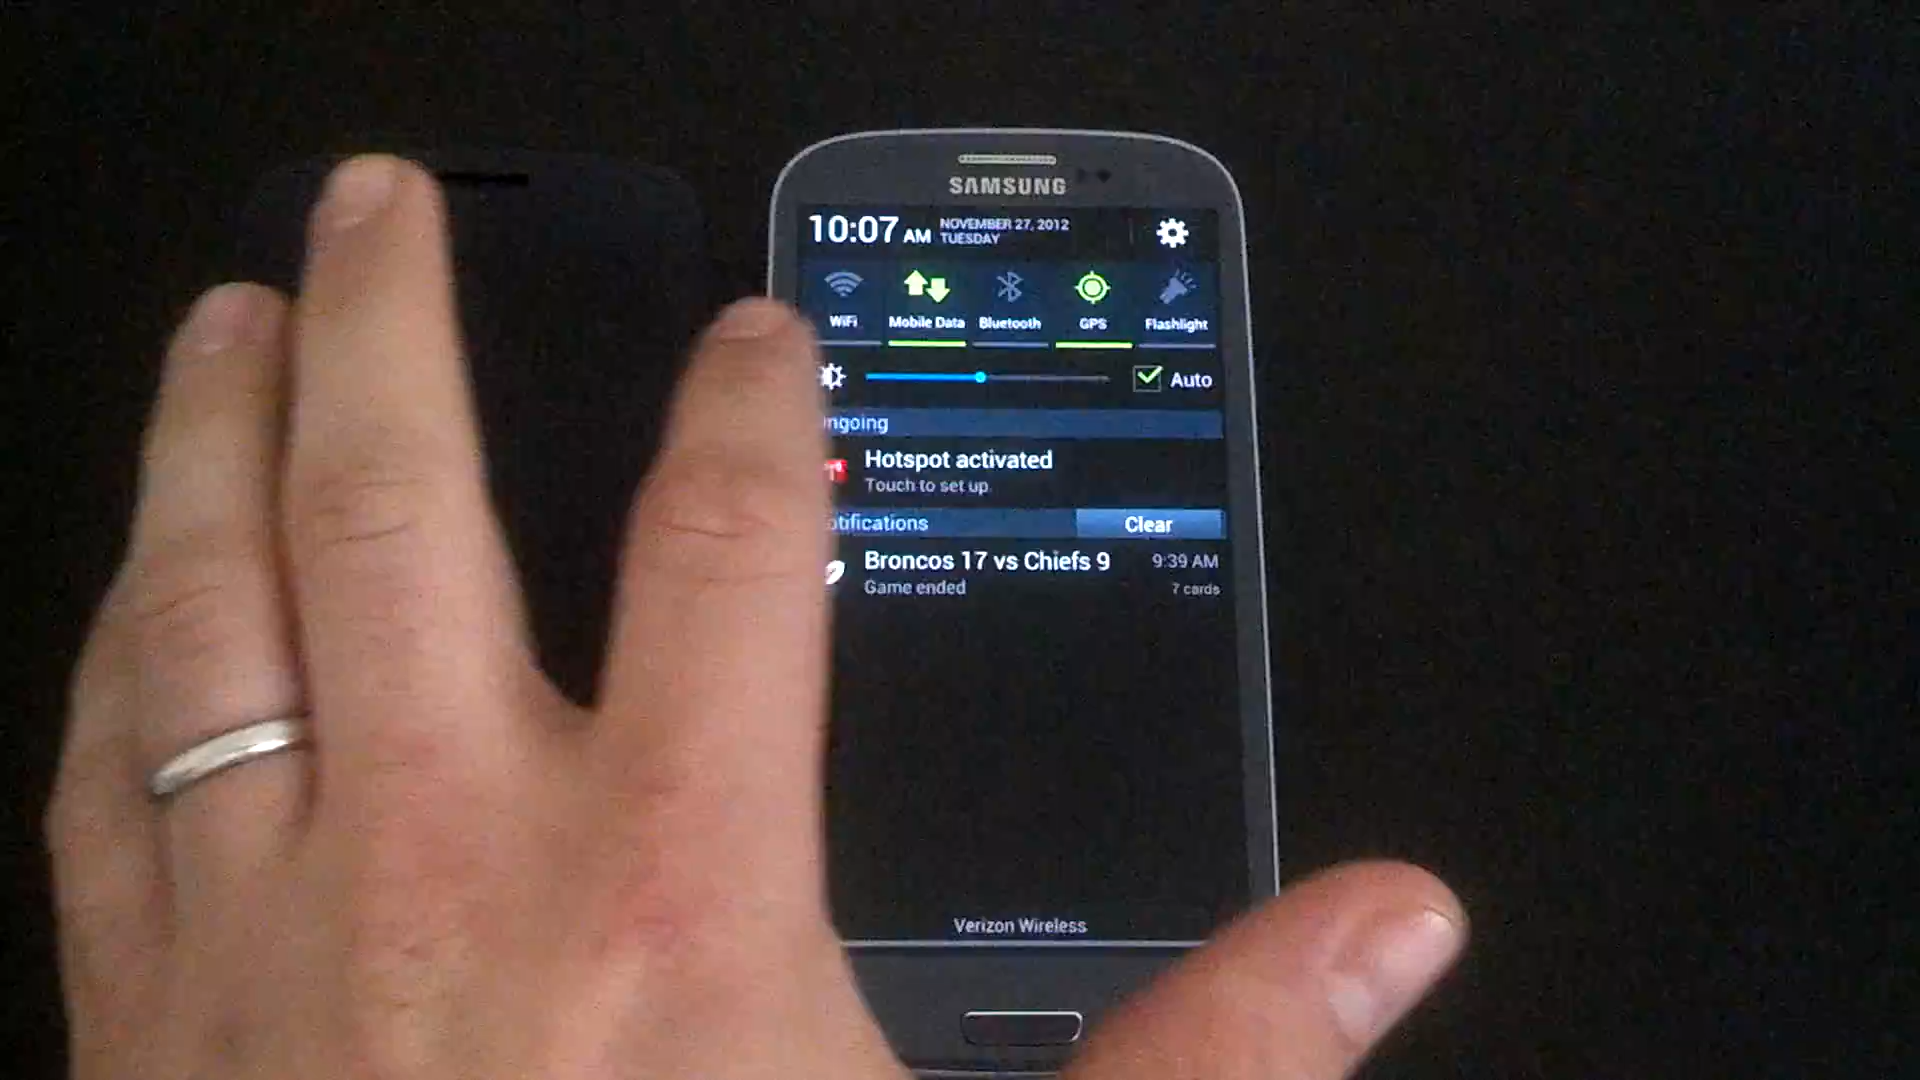 SAMSUNG
10:07 AM NOVEMBER 27, 2012
TUESDAY
WiFi Mobile Data Bluetooth GPS Flashlight
Auto
ngoing
Hotspot activated
Touch to set up.
otifications Clear
Broncos 17 vs Chiefs 9 9:39 AM
Game ended 7 cards
Verizon Wireless